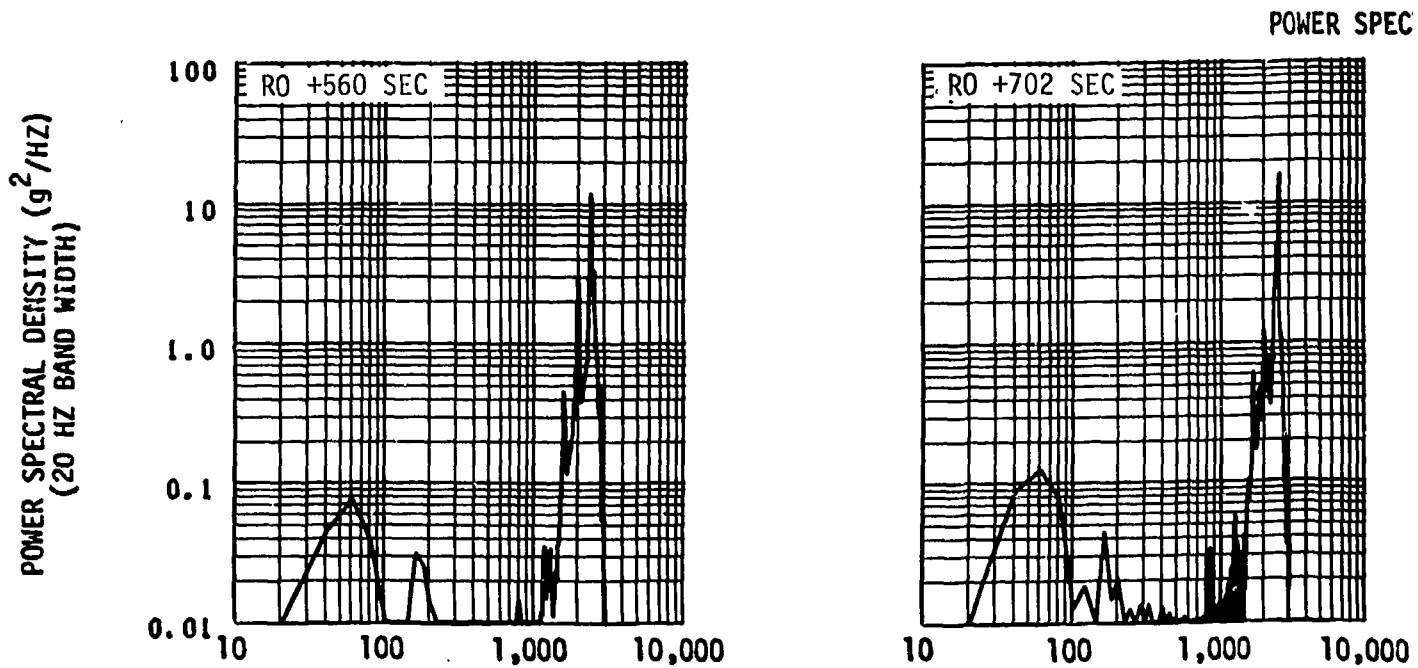 POWER SPECT
RO +560 SEC
RO +702 SEC
POWER SPECTRAL DENSITY (g²/HZ)
(20 HZ BAND WIDTH)
100
10
1.0
0.1
0.01
10 100 1,000 10,000
10 100 1,000 10,000